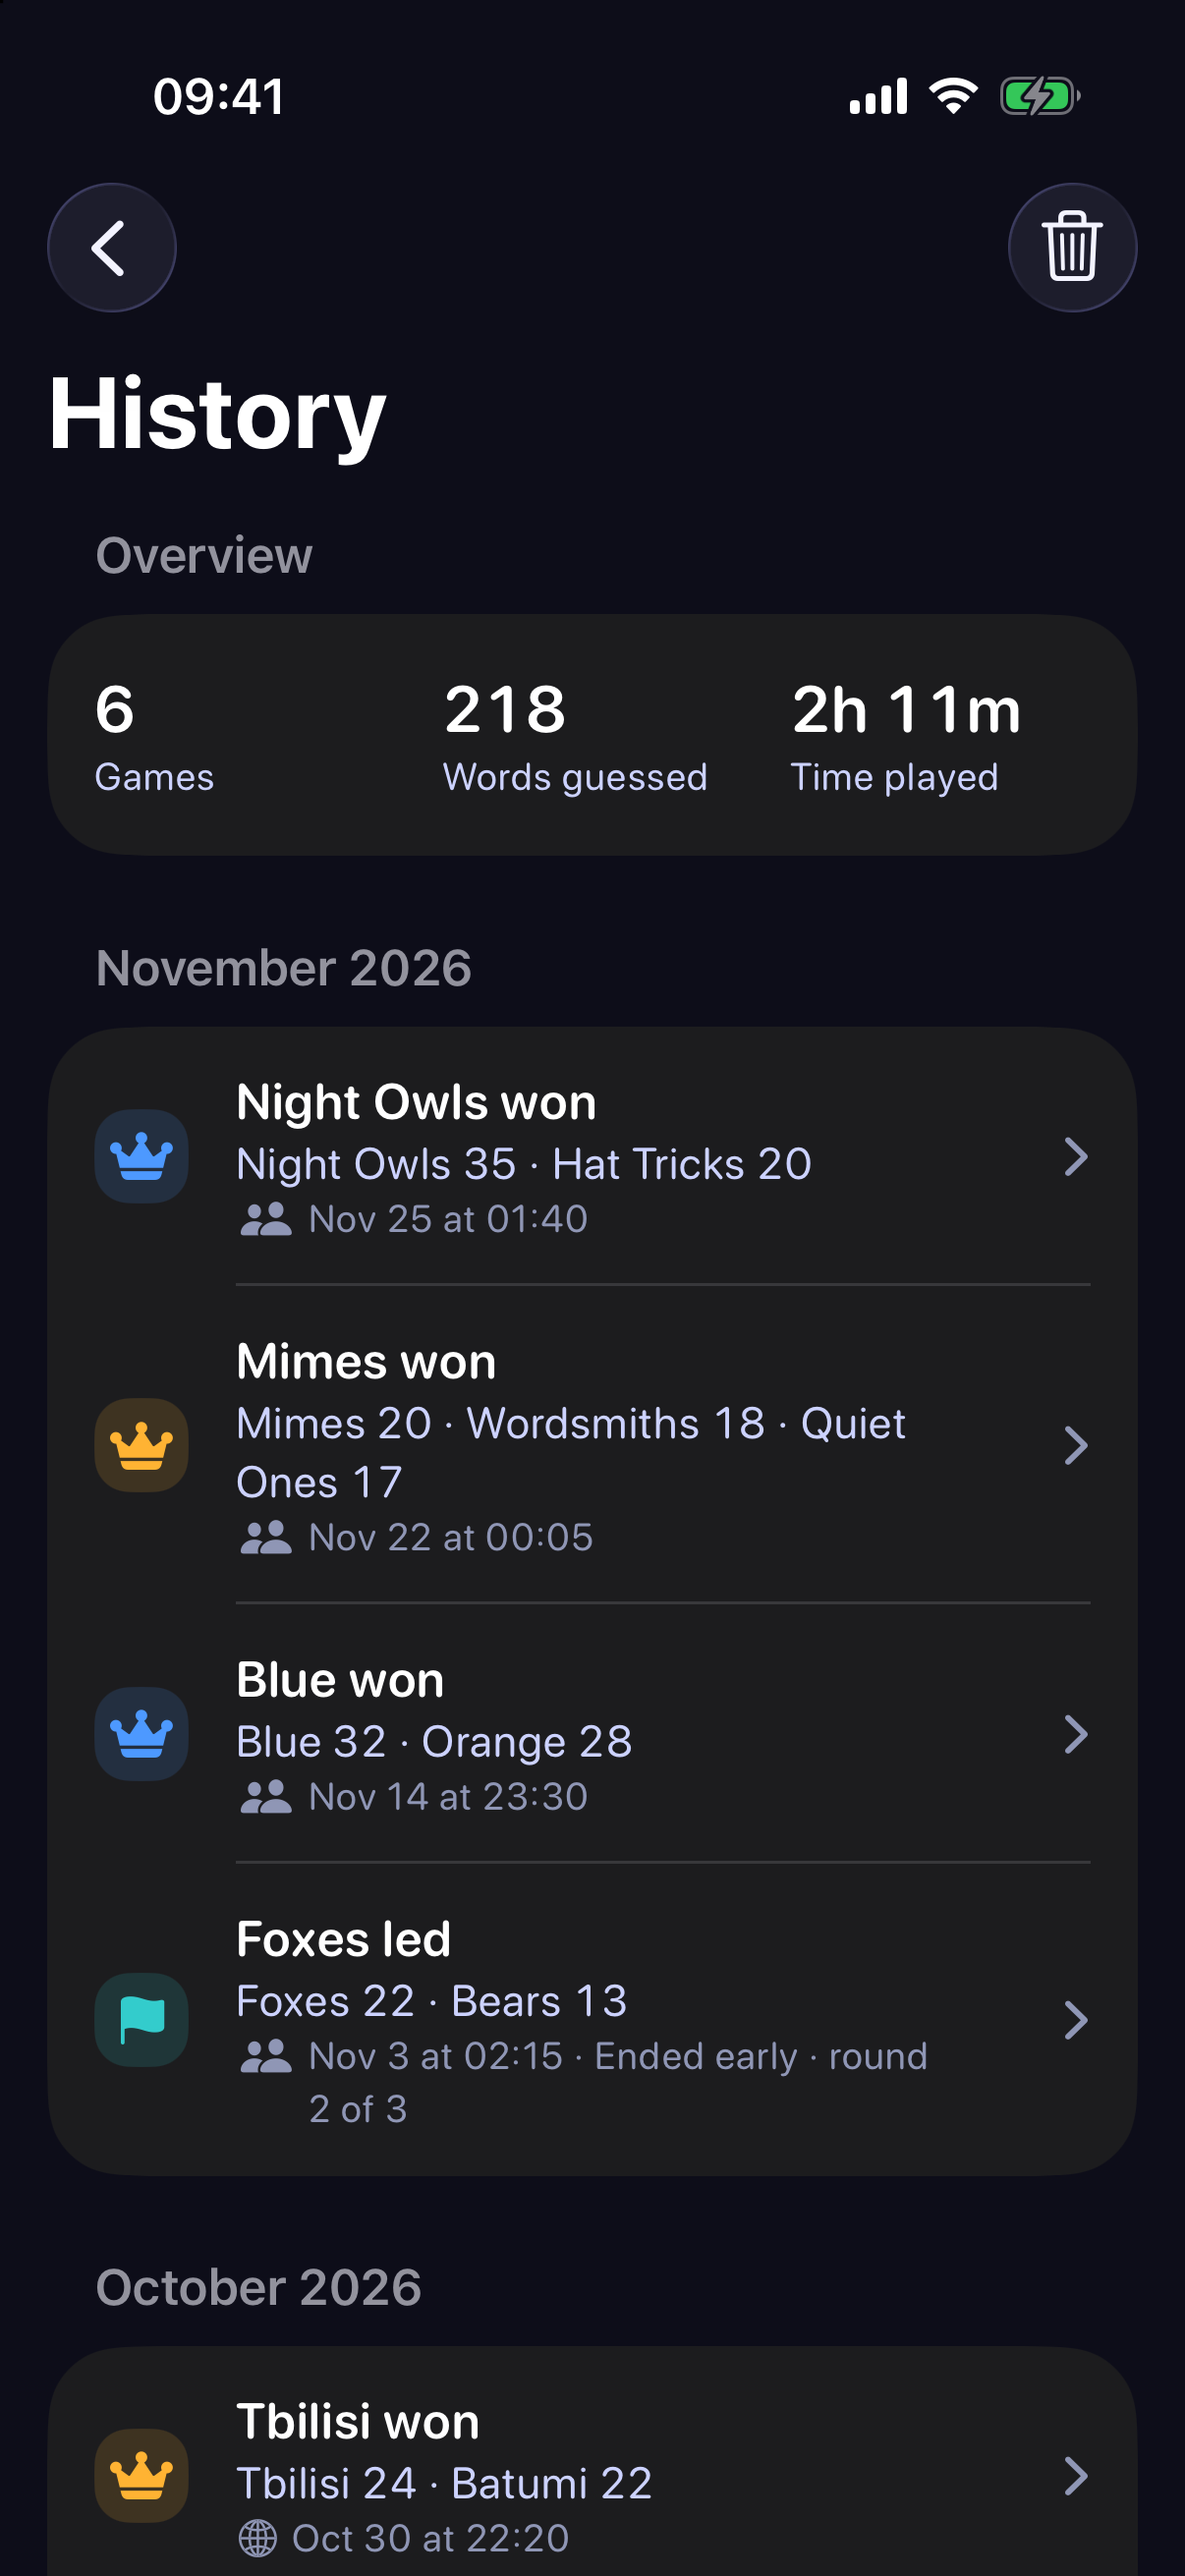 09:41
History
Overview
6
Games
218
Words guessed
2h 11m
Time played
November 2026
Night Owls won
Night Owls 35 · Hat Tricks 20
Nov 25 at 01:40
Mimes won
Mimes 20 · Wordsmiths 18 · Quiet
Ones 17
Nov 22 at 00:05
Blue won
Blue 32 · Orange 28
Nov 14 at 23:30
Foxes led
Foxes 22 · Bears 13
Nov 3 at 02:15 · Ended early · round
2 of 3
October 2026
Tbilisi won
Tbilisi 24 · Batumi 22
Oct 30 at 22:20